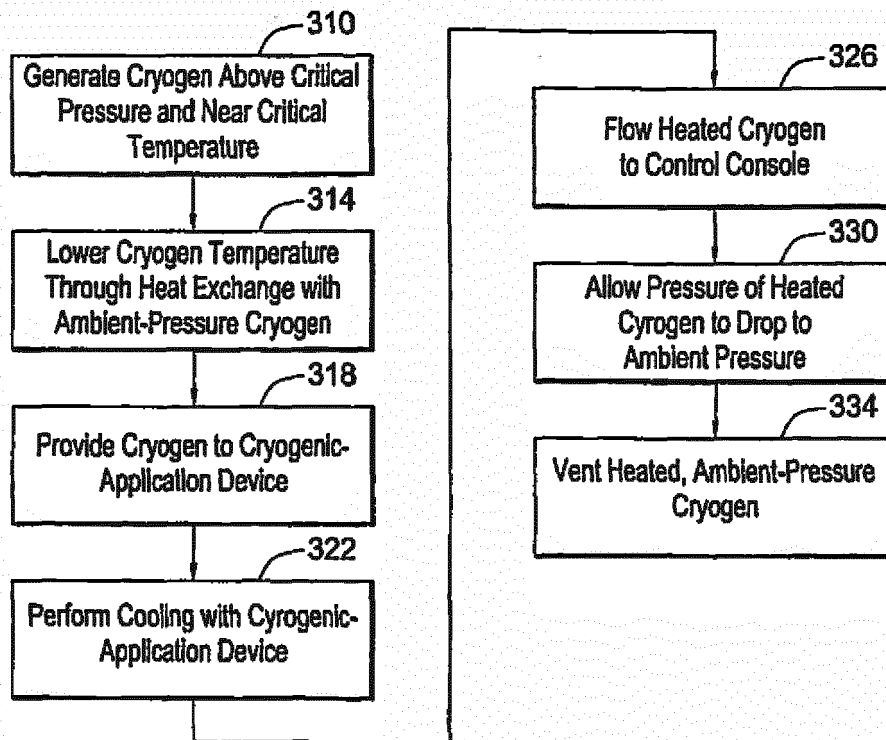 310
Generate Cryogen Above Critical
Pressure and Near Critical
Temperature
314
Lower Cryogen Temperature
Through Heat Exchange with
Ambient-Pressure Cryogen
318
Provide Cryogen to Cryogenic-
Application Device
322
Perform Cooling with Cyrogenic-
Application Device
326
Flow Heated Cryogen
to Control Console
330
Allow Pressure of Heated
Cyrogen to Drop to
Ambient Pressure
334
Vent Heated, Ambient-Pressure
Cryogen